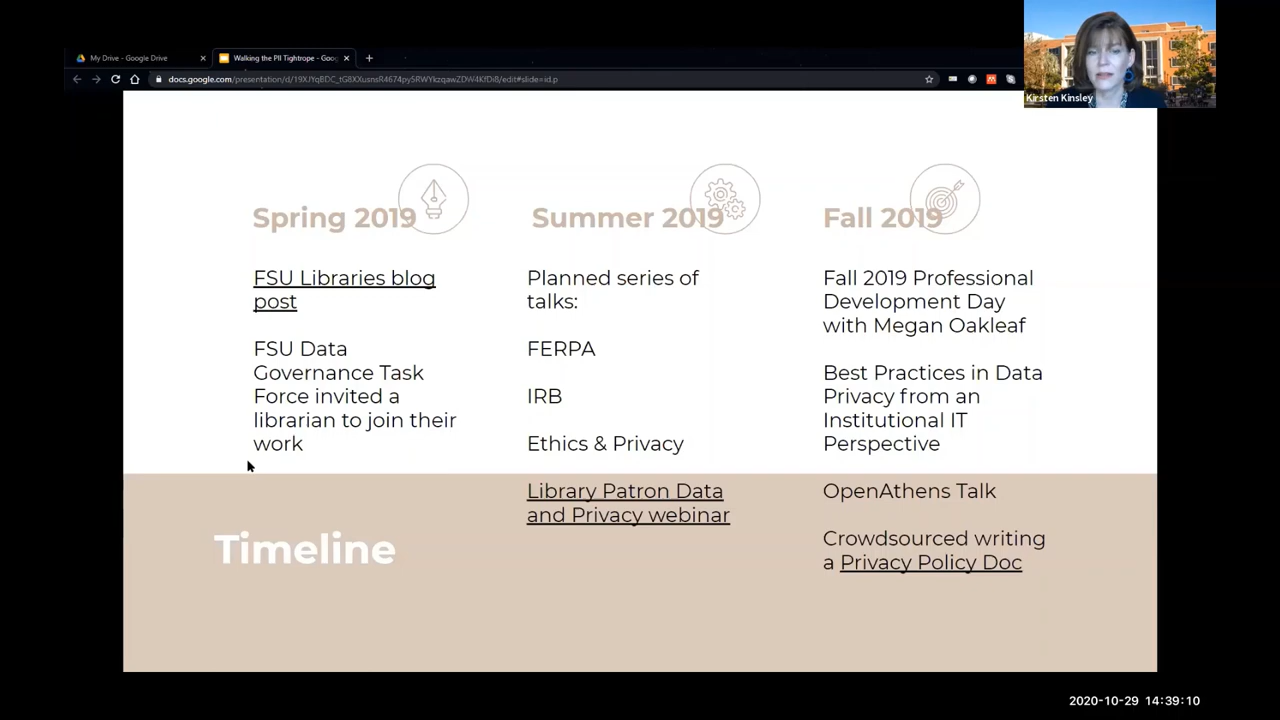 My Drive - Google Drive
Walking the PII Tightrope - Goog
Kirsten Kinsley
Spring 2019
FSU Libraries blog
post
FSU Data
Governance Task
Force invited a
librarian to join their
work
Summer 2019
Planned series of
talks:
FERPA
IRB
Ethics & Privacy
Library Patron Data
and Privacy webinar
Fall 2019
Fall 2019 Professional
Development Day
with Megan Oakleaf
Best Practices in Data
Privacy from an
Institutional IT
Perspective
OpenAthens Talk
Crowdsourced writing
a Privacy Policy Doc
Timeline
2020-10-29 14:39:10